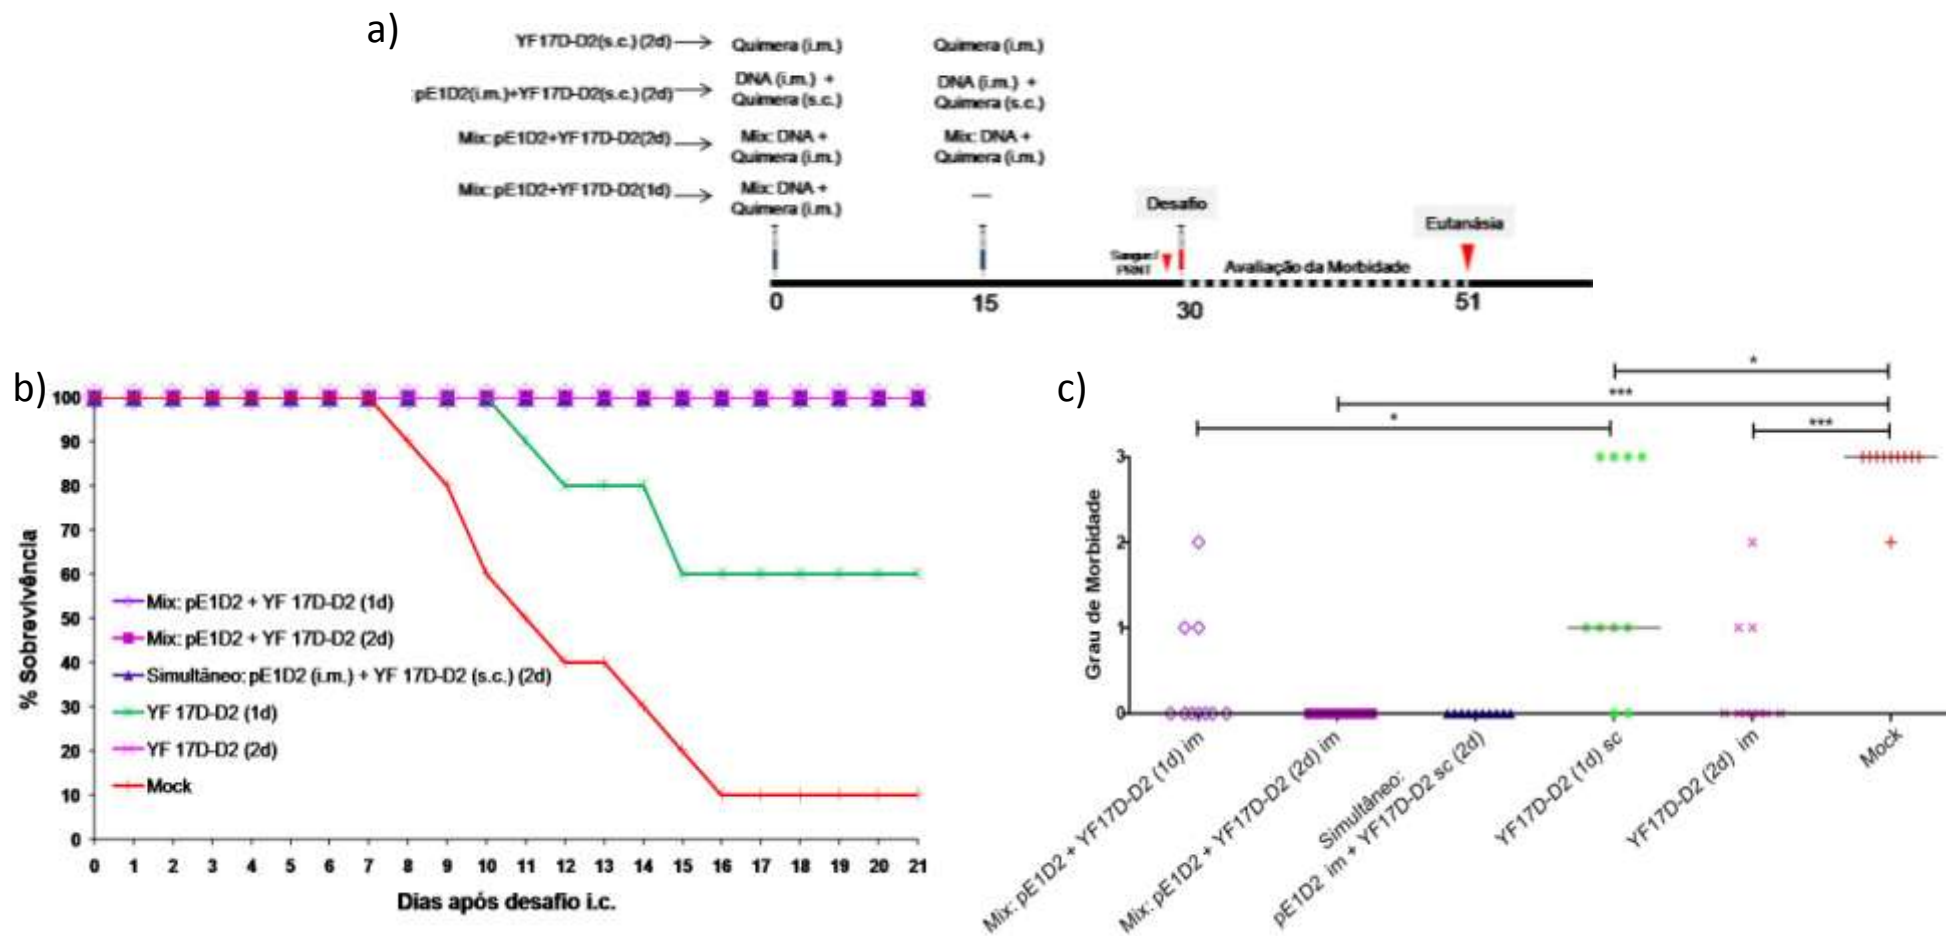 a)
YF17D-D2(s.c.)(2d)
Quimera (i.m.)
Quimera (i.m.)
pE1D2(i.m.)+YF17D-D2(s.c.)(2d)
DNA (i.m.) +
Quimera (s.c.)
DNA (i.m.) +
Quimera (s.c.)
Mix: pE1D2+YF17D-D2(2d)
Mix: DNA +
Quimera (i.m.)
Mix: DNA +
Quimera (i.m.)
Mix: pE1D2+YF17D-D2(1d)
Mix: DNA +
Quimera (i.m.)
—
Desafio
Eutanásia
Sangue/
PRNT
Avaliação da Morbidade
0
15
30
51
b)
% Sobrevivência
100
90
80
70
60
50
40
30
20
10
0
Mix: pE1D2 + YF 17D-D2 (1d)
Mix: pE1D2 + YF 17D-D2 (2d)
Simultâneo: pE1D2 (i.m.) + YF 17D-D2 (s.c.) (2d)
YF 17D-D2 (1d)
YF 17D-D2 (2d)
Mock
0 1 2 3 4 5 6 7 8 9 10 11 12 13 14 15 16 17 18 19 20 21
Dias após desafio i.c.
c)
*
***
*
***
Grau de Morbidade
3
2
1
0
Mix: pE1D2 + YF17D-D2 (1d) im
Mix: pE1D2 + YF17D-D2 (2d) im
Simultâneo:
pE1D2 im + YF17D-D2 sc (2d)
YF17D-D2 (1d) sc
YF17D-D2 (2d) im
Mock